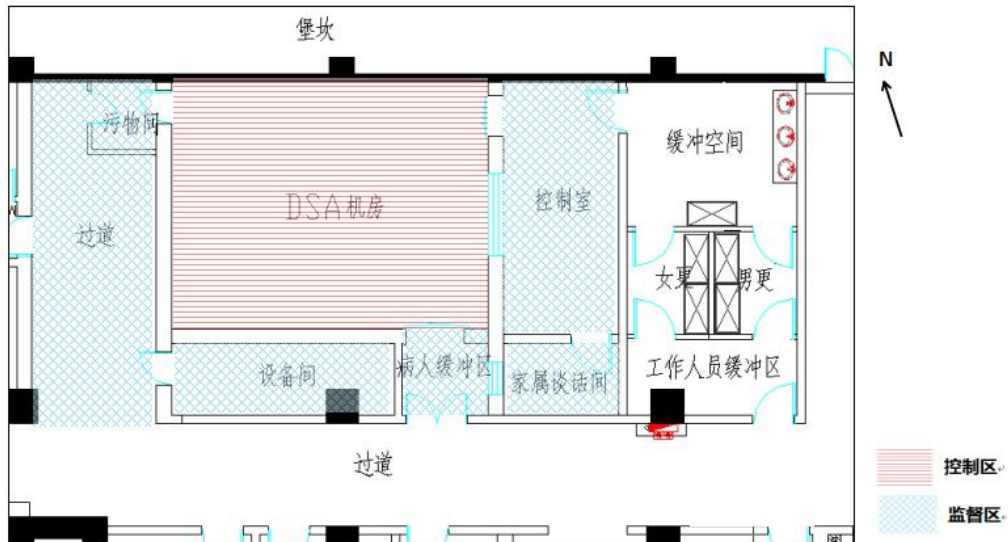 堡坎
N
污物间
缓冲空间
DSA机房
控制室
过道
女更
男更
设备间
病人缓冲区
家属谈话间
工作人员缓冲区
过道
控制区
监督区